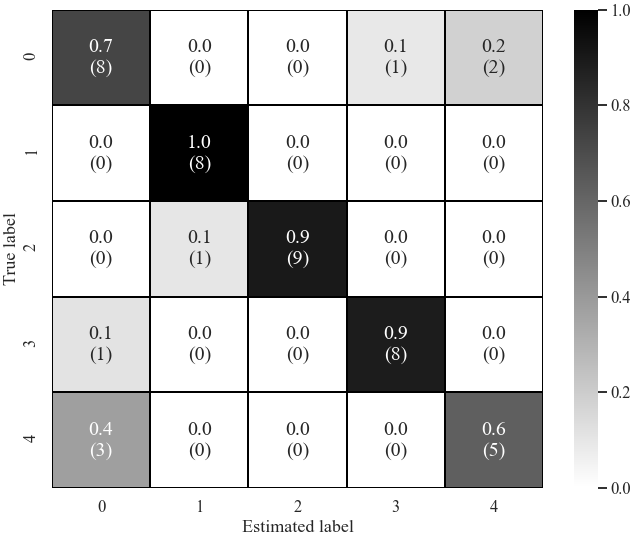 0.7 0.0 0.0 0.1 0.2 1.0
0 (8) (0) (0) (1) (2)
0.8
0.0 1.0 0.0 0.0 0.0
1 (0) (8) (0) (0) (0)
0.6
True label
0.0 0.1 0.9 0.0 0.0
2 (0) (1) (9) (0) (0)
0.4
0.1 0.0 0.0 0.9 0.0
3 (1) (0) (0) (8) (0)
0.2
0.4 0.0 0.0 0.0 0.6
4 (3) (0) (0) (0) (5)
0.0
0 1 2 3 4
Estimated label